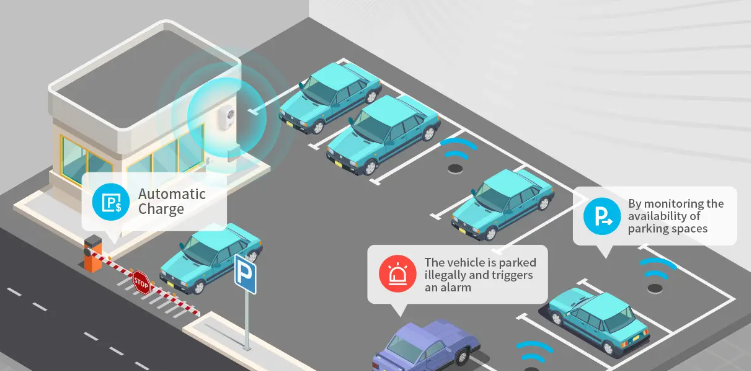 Automatic
Charge
By monitoring the
availability of
parking spaces
The vehicle is parked
illegally and triggers
an alarm
P$
P
STOP
P